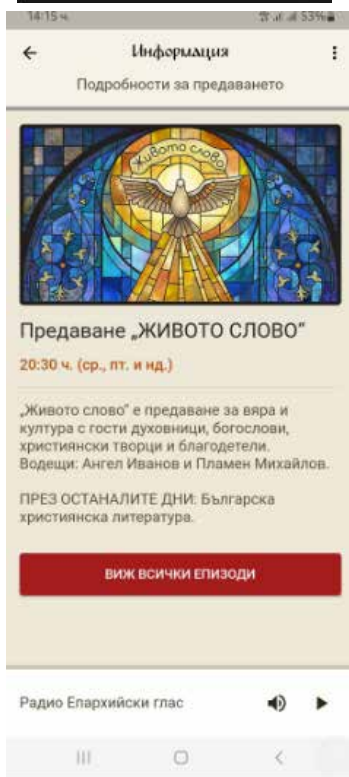 14:15 ч.
53%
Информация
Подробности за предаването
Живото слово
Предаване „ЖИВОТО СЛОВО“
20:30 ч. (ср., пт. и нд.)
„Живото слово“ е предаване за вяра и
култура с гости духовници, богослови,
християнски творци и благодетели.
Водещи: Ангел Иванов и Пламен Михайлов.
ПРЕЗ ОСТАНАЛИТЕ ДНИ: Българска
християнска литература.
ВИЖ ВСИЧКИ ЕПИЗОДИ
Радио Епархийски глас